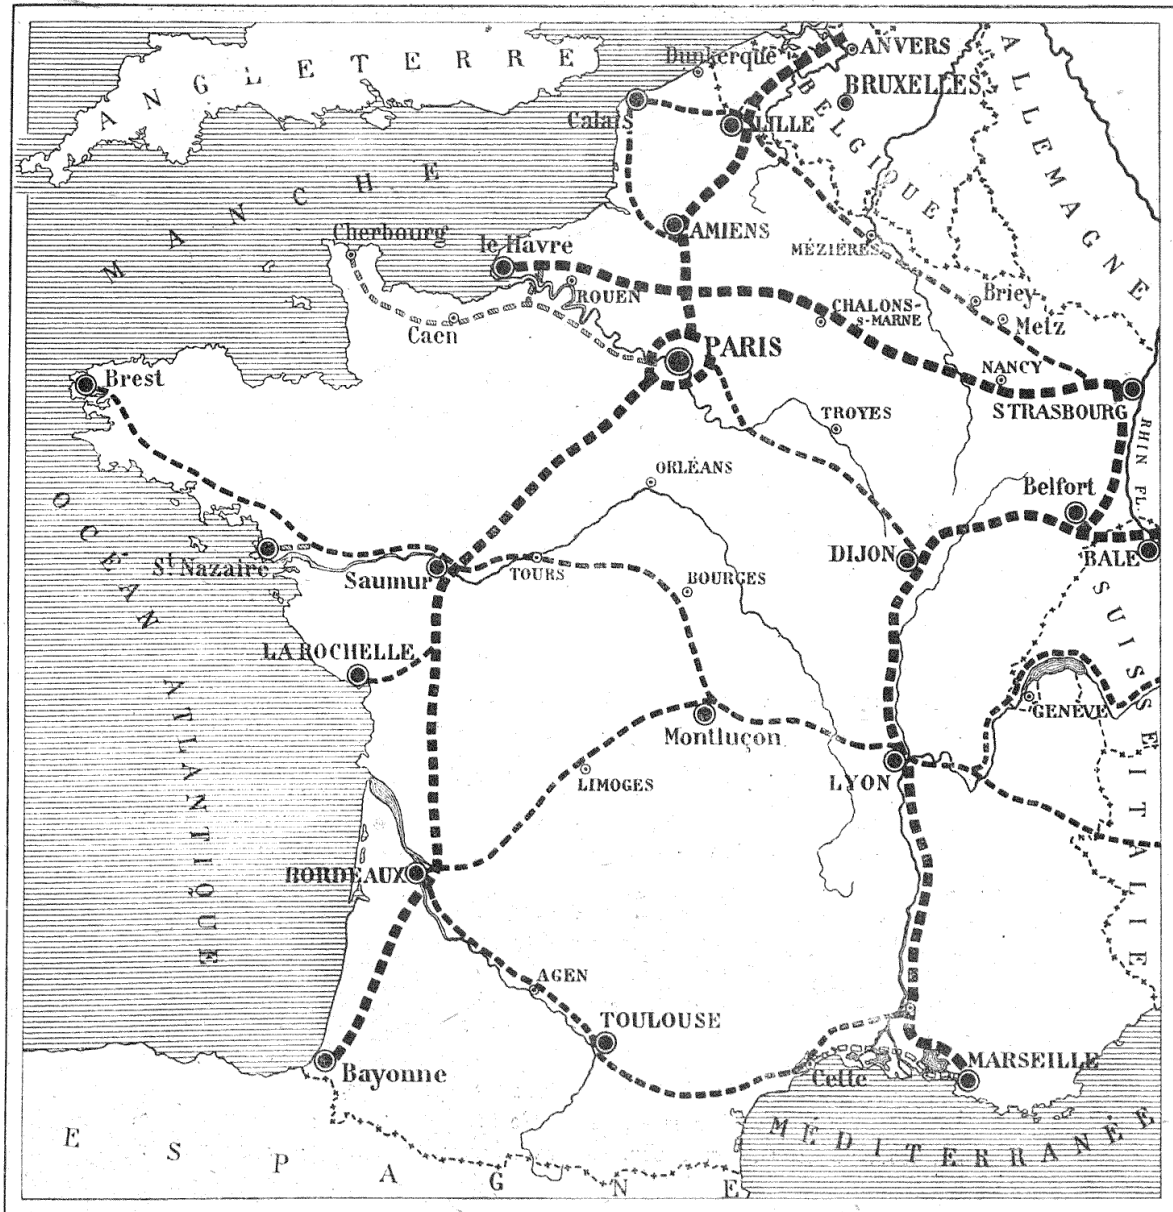 ANGLETERRE
Dunkerque
ANVERS
BRUXELLES
ALLEMAGNE
Calais
LILLE
BELGIQUE
MANCHE
AMIENS
Cherbourg
le Havre
MÉZIÉRES
ROUEN
Briey
CHALONS-
S-MARNE
Metz
Caen
PARIS
NANCY
Brest
STRASBOURG
TROYES
RHIN FL.
ORLÉANS
Belfort
OCÉAN ATLANTIQUE
DIJON
BALE
St Nazaire
Saumur
TOURS
BOURGES
SUISSE
LA ROCHELLE
GENÈVE
Montluçon
LIMOGES
LYON
ITALIE
BORDEAUX
AGEN
TOULOUSE
Bayonne
Cette
MARSEILLE
MÉDITERRANÉE
ESPAGNE